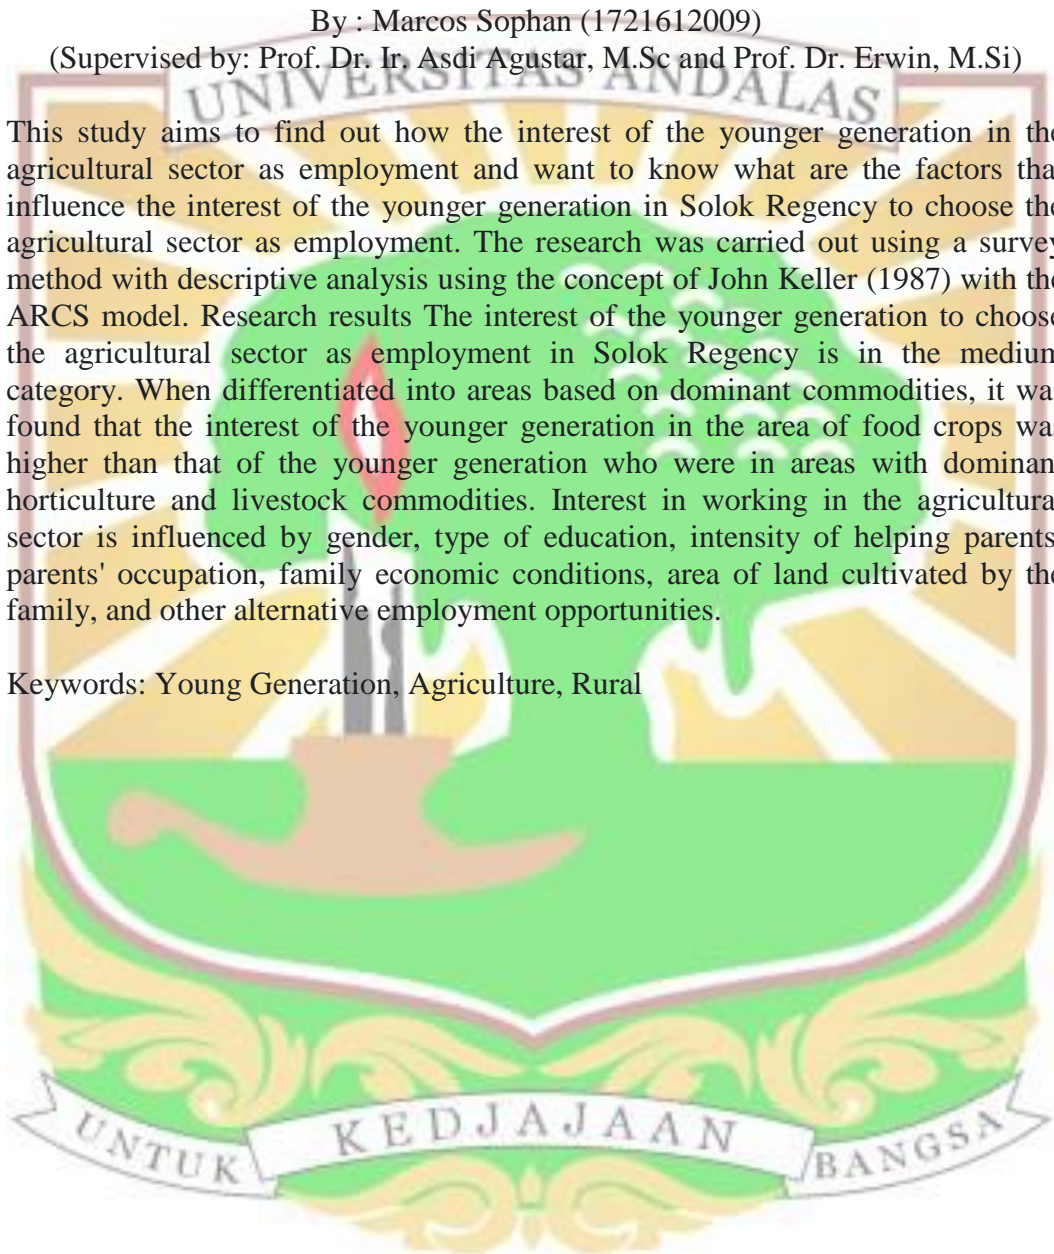 By : Marcos Sophan (1721612009)
(Supervised by: Prof. Dr. Ir. Asdi Agustar, M.Sc and Prof. Dr. Erwin, M.Si)
UNIVERSITAS ANDALAS
This study aims to find out how the interest of the younger generation in the
agricultural sector as employment and want to know what are the factors tha
influence the interest of the younger generation in Solok Regency to choose the
agricultural sector as employment. The research was carried out using a survey
method with descriptive analysis using the concept of John Keller (1987) with the
ARCS model. Research results The interest of the younger generation to choose
the agricultural sector as employment in Solok Regency is in the medium
category. When differentiated into areas based on dominant commodities, it wa
found that the interest of the younger generation in the area of food crops was
higher than that of the younger generation who were in areas with dominan
horticulture and livestock commodities. Interest in working in the agricultura
sector is influenced by gender, type of education, intensity of helping parents
parents' occupation, family economic conditions, area of land cultivated by the
family, and other alternative employment opportunities.
Keywords: Young Generation, Agriculture, Rural
UNTUK KEDJAJAAN BANGSA